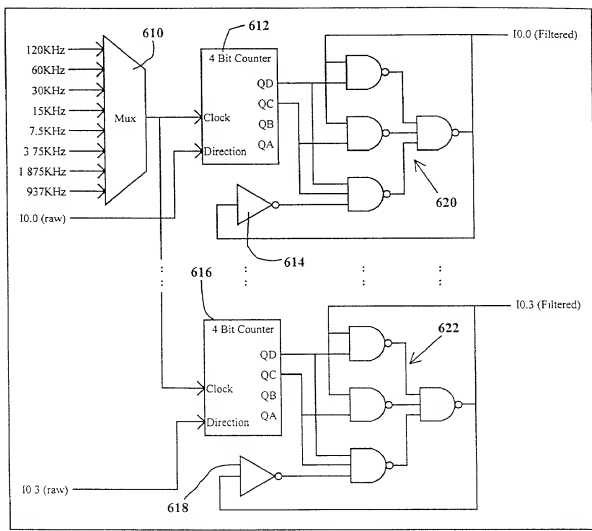 610
120KHz
60KHz
30KHz
15KHz
7.5KHz
3 75KHz
1 875KHz
937KHz
Mux
I0.0 (raw)
612
4 Bit Counter
QD
QC
QB
QA
Clock
Direction
I0.0 (Filtered)
620
614
616
4 Bit Counter
QD
QC
QB
QA
Clock
Direction
I0.3 (Filtered)
622
I0 3 (raw)
618